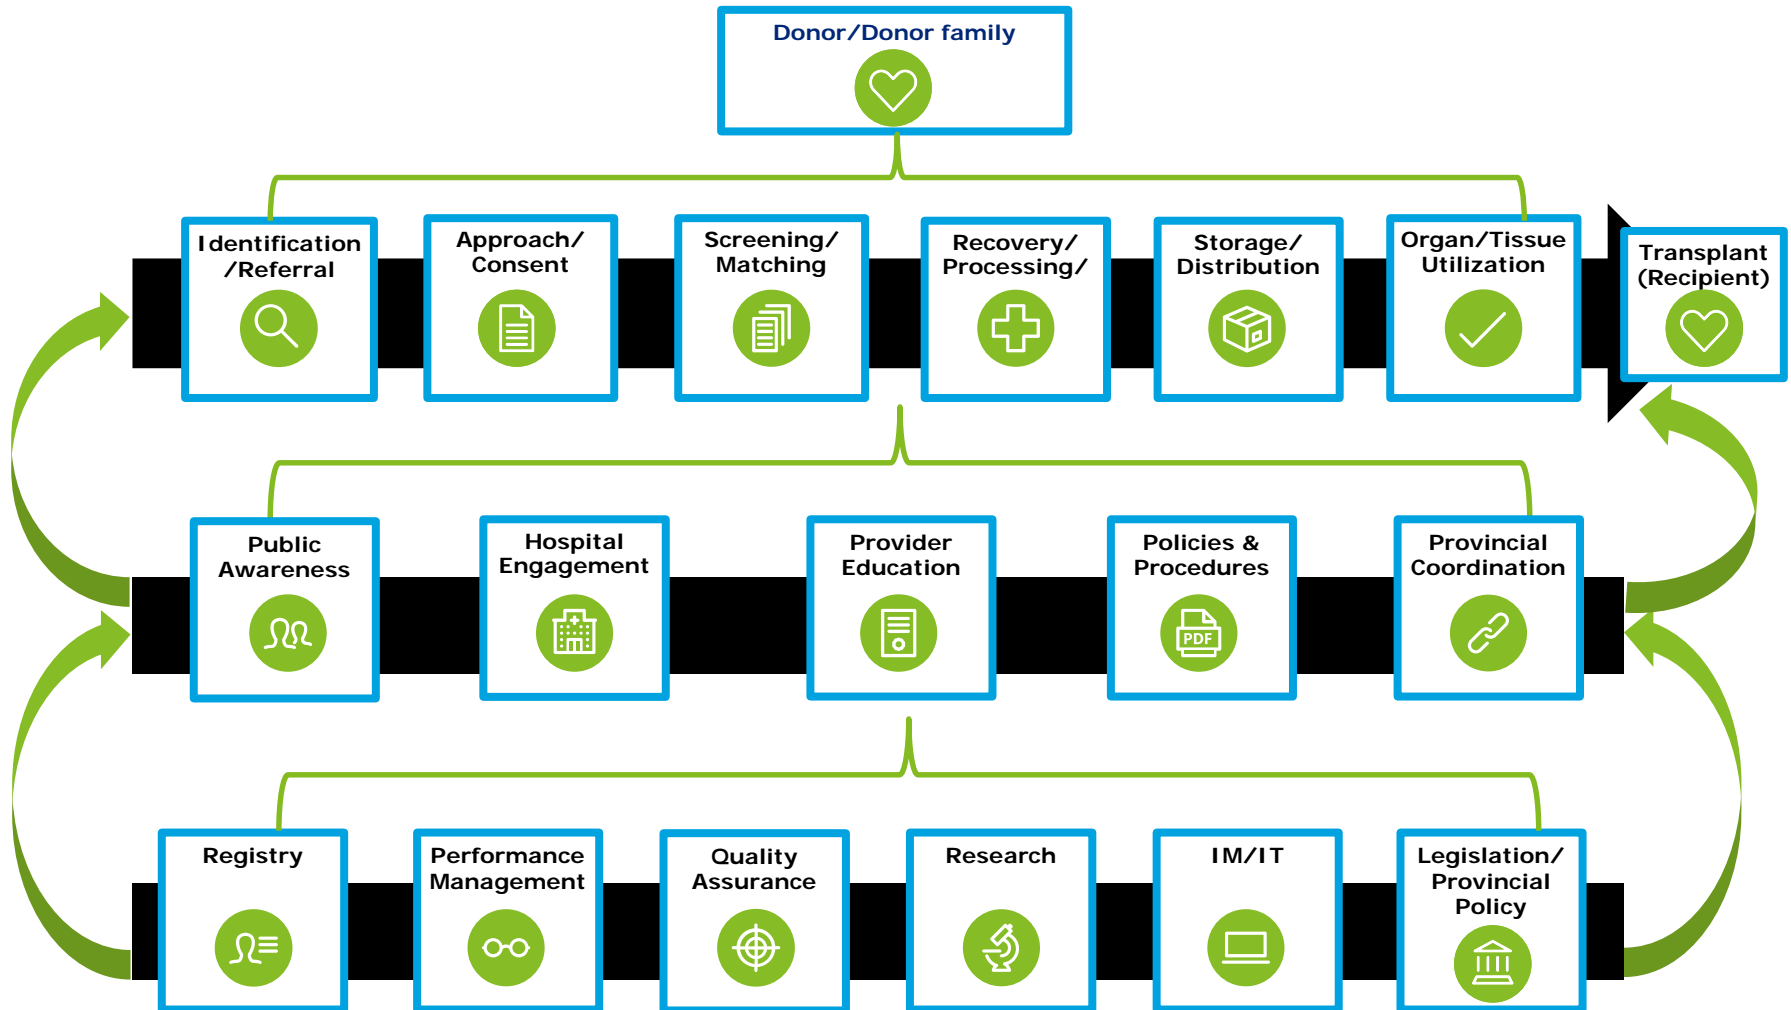 Donor/Donor family
Identification
/Referral
Approach/
Consent
Screening/
Matching
Recovery/
Processing/
Storage/
Distribution
Organ/Tissue
Utilization
Transplant
(Recipient)
Public
Awareness
Hospital
Engagement
Provider
Education
Policies &
Procedures
PDF
Provincial
Coordination
Registry
Performance
Management
Quality
Assurance
Research
IM/IT
Legislation/
Provincial
Policy